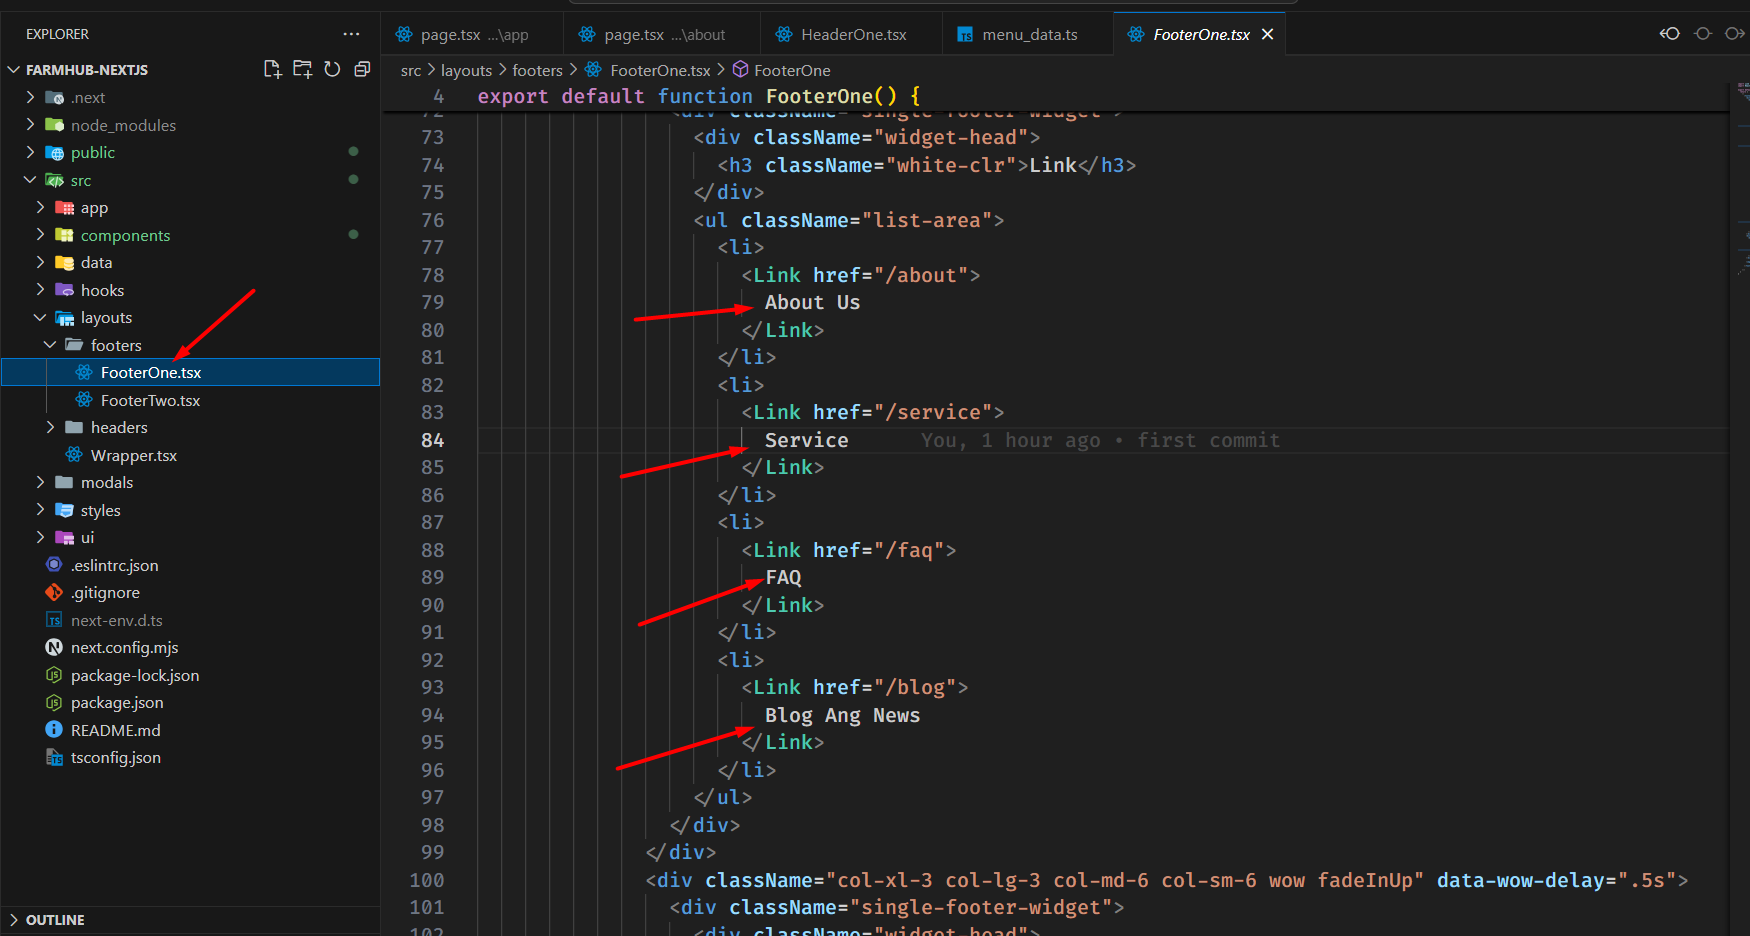 EXPLORER
FARMHUB-NEXTJS
.next
node_modules
public
src
app
components
data
hooks
layouts
footers
FooterOne.tsx
FooterTwo.tsx
headers
Wrapper.tsx
modals
styles
ui
.eslintrc.json
.gitignore
next-env.d.ts
next.config.mjs
package-lock.json
package.json
README.md
tsconfig.json
OUTLINE
page.tsx ...\app
page.tsx ...\about
HeaderOne.tsx
menu_data.ts
FooterOne.tsx
src > layouts > footers > FooterOne.tsx > FooterOne
4 export default function FooterOne() {
72 <div className="single-footer-widget">
73 <div className="widget-head">
74 <h3 className="white-clr">Link</h3>
75 </div>
76 <ul className="list-area">
77 <li>
78 <Link href="/about">
79 About Us
80 </Link>
81 </li>
82 <li>
83 <Link href="/service">
84 Service You, 1 hour ago • first commit
85 </Link>
86 </li>
87 <li>
88 <Link href="/faq">
89 FAQ
90 </Link>
91 </li>
92 <li>
93 <Link href="/blog">
94 Blog Ang News
95 </Link>
96 </li>
97 </ul>
98 </div>
99 </div>
100 <div className="col-xl-3 col-lg-3 col-md-6 col-sm-6 wow fadeInUp" data-wow-delay=".5s">
101 <div className="single-footer-widget">
102 <div className="widget-head">